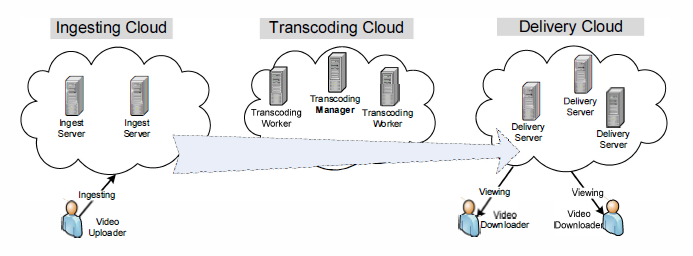 Ingesting Cloud
Transcoding Cloud
Delivery Cloud
Ingest
Server
Ingest
Server
Transcoding
Worker
Transcoding
Manager
Transcoding
Worker
Delivery
Server
Delivery
Server
Delivery
Server
Ingesting
Video
Uploader
Viewing
Video
Downloader
Viewing
Video
Downloader